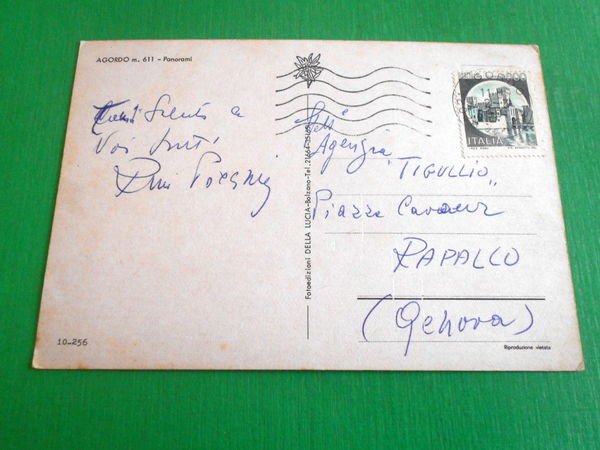 AGORDO m. 611 - Panorami
Cari Saluti a
Voi tutti
Fotoedizioni DELLA LUCIA-Bolzano-Tel.
ITALIA
Spett.
Agenzia
"TIGULLIO"
Piazza Cavour
RAPALLO
(Genova)
10-256
Riproduzione vietata